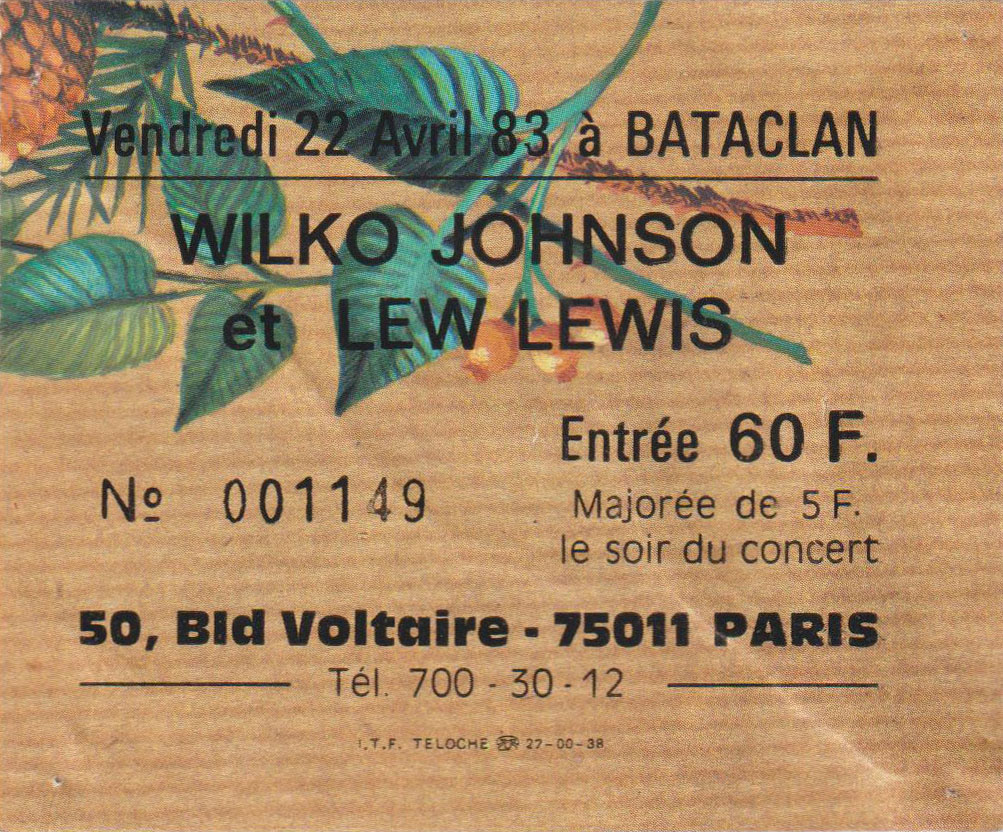 Vendredi 22 Avril 83 à BATACLAN
WILKO JOHNSON
et LEW LEWIS
Entrée 60 F.
Nº 001149
Majorée de 5 F.
le soir du concert
50, Bld Voltaire - 75011 PARIS
Tél. 700 - 30 - 12
I.T.F. TELOCHE ☎ 27-00-38